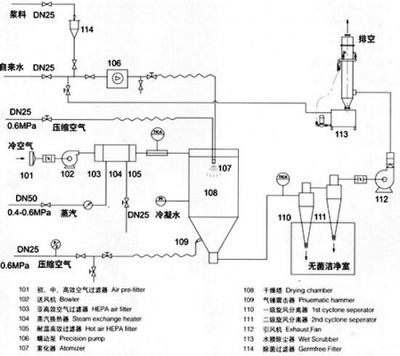 浆料 DN25
114
106
排空
自来水 DN25
DN25
0.6MPa 压缩空气
TICA
冷空气
107
113
101
102
103
104
105
108
TICA
112
DN50
0.4-0.6MPa 蒸汽
DN25
PI
冷凝水
110
111
109
DN25
0.6MPa 压缩空气
无菌洁净室
101 初、中、高效空气过滤器 Air pre-filter
102 送风机 Bowler
103 亚高效空气过滤器 HEPA air filter
104 蒸汽换热器 Steam exchange heater
105 耐温高效过滤器 Hot air HEPA filter
106 蠕动泵 Precision pump
107 雾化器 Atomizer
108 干燥塔 Drying chamber
109 气锤震击器 Pnuematic hammer
110 一级旋风分离器 1st cyclone seperator
111 二级旋风分离器 2nd cyclone seperator
112 引风机 Exhaust,Fan
113 水膜除尘器 Wet Scrubber
114 除菌过滤器 Germfree Filter